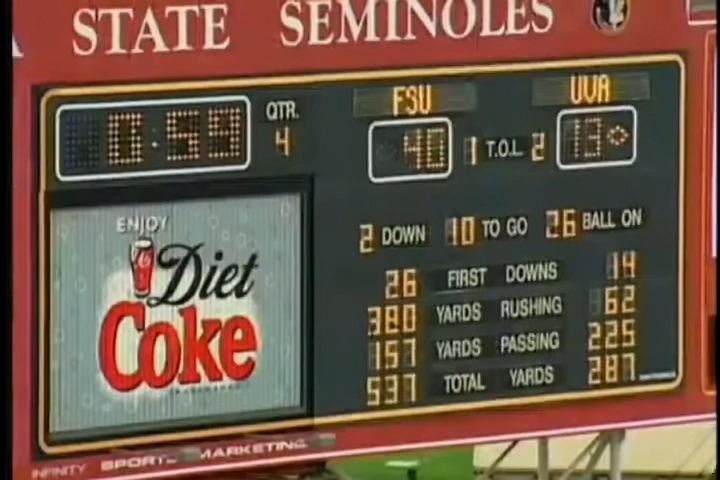 STATE SEMINOLES
0:59 QTR. 4
FSU UVA
40 1 T.O.L 2 13
ENJOY
Diet
Coke
2 DOWN 10 TO GO 26 BALL ON
26 FIRST DOWNS 14
380 YARDS RUSHING 62
157 YARDS PASSING 225
537 TOTAL YARDS 287
INFINITY SPORTS MARKETING